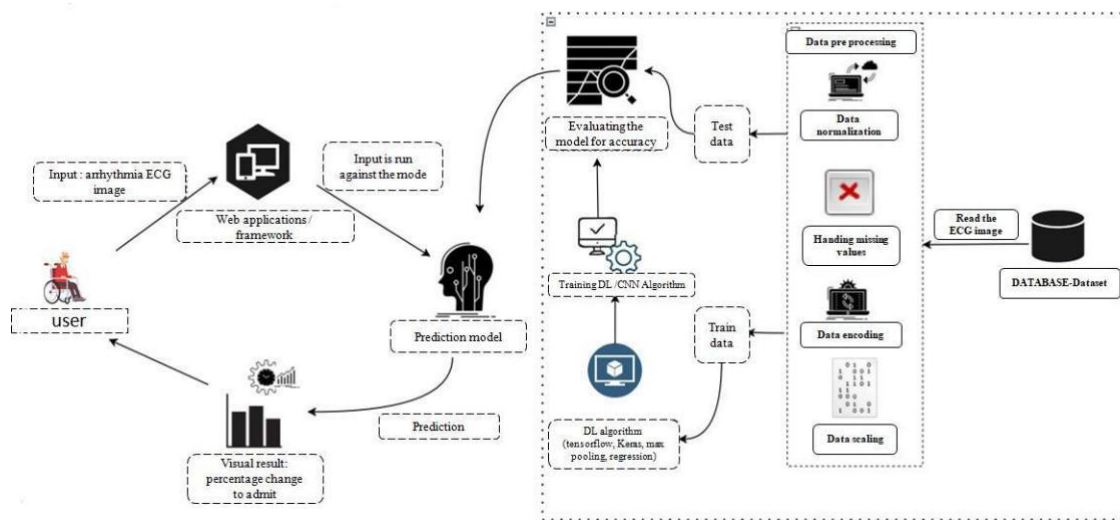 Input : arrhythmia ECG
image
Web applications /
framework
Input is run
against the mode
user
Prediction model
Prediction
Visual result:
percentage change
to admit
Evaluating the
model for accuracy
Test
data
Training DL /CNN Algorithm
Train
data
DL algorithm
(tensorflow, Keras, max
pooling, regression)
Data pre processing
Data
normalization
Handing missing
values
Data encoding
Data scaling
Read the
ECG image
DATABASE-Dataset